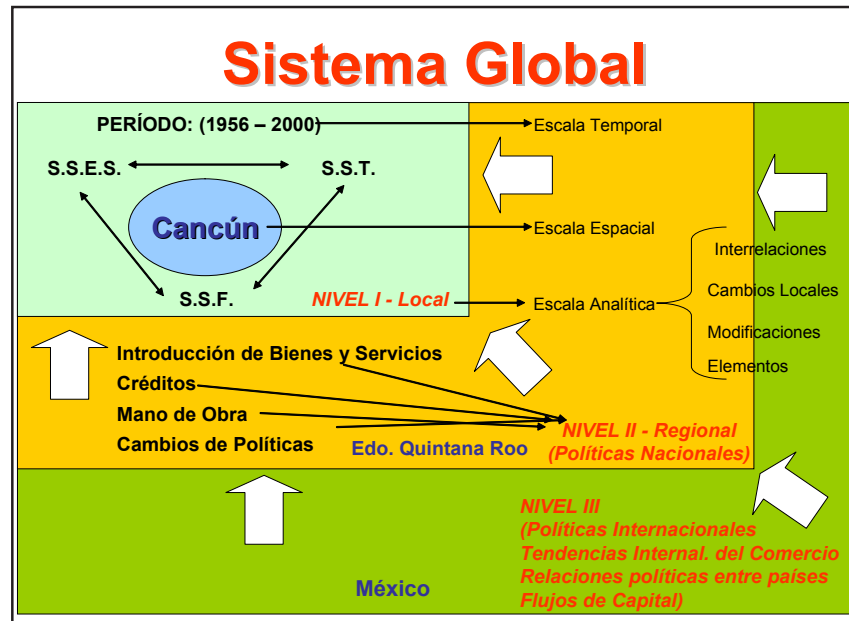 Sistema Global
PERÍODO: (1956 – 2000)
Escala Temporal
S.S.E.S.
S.S.T.
Cancún
Escala Espacial
Interrelaciones
S.S.F.
NIVEL I - Local
Escala Analítica
Cambios Locales
Modificaciones
Elementos
Introducción de Bienes y Servicios
Créditos
Mano de Obra
Cambios de Políticas
Edo. Quintana Roo
NIVEL II - Regional
(Políticas Nacionales)
NIVEL III
(Políticas Internacionales
Tendencias Internal. del Comercio
Relaciones políticas entre países
Flujos de Capital)
México